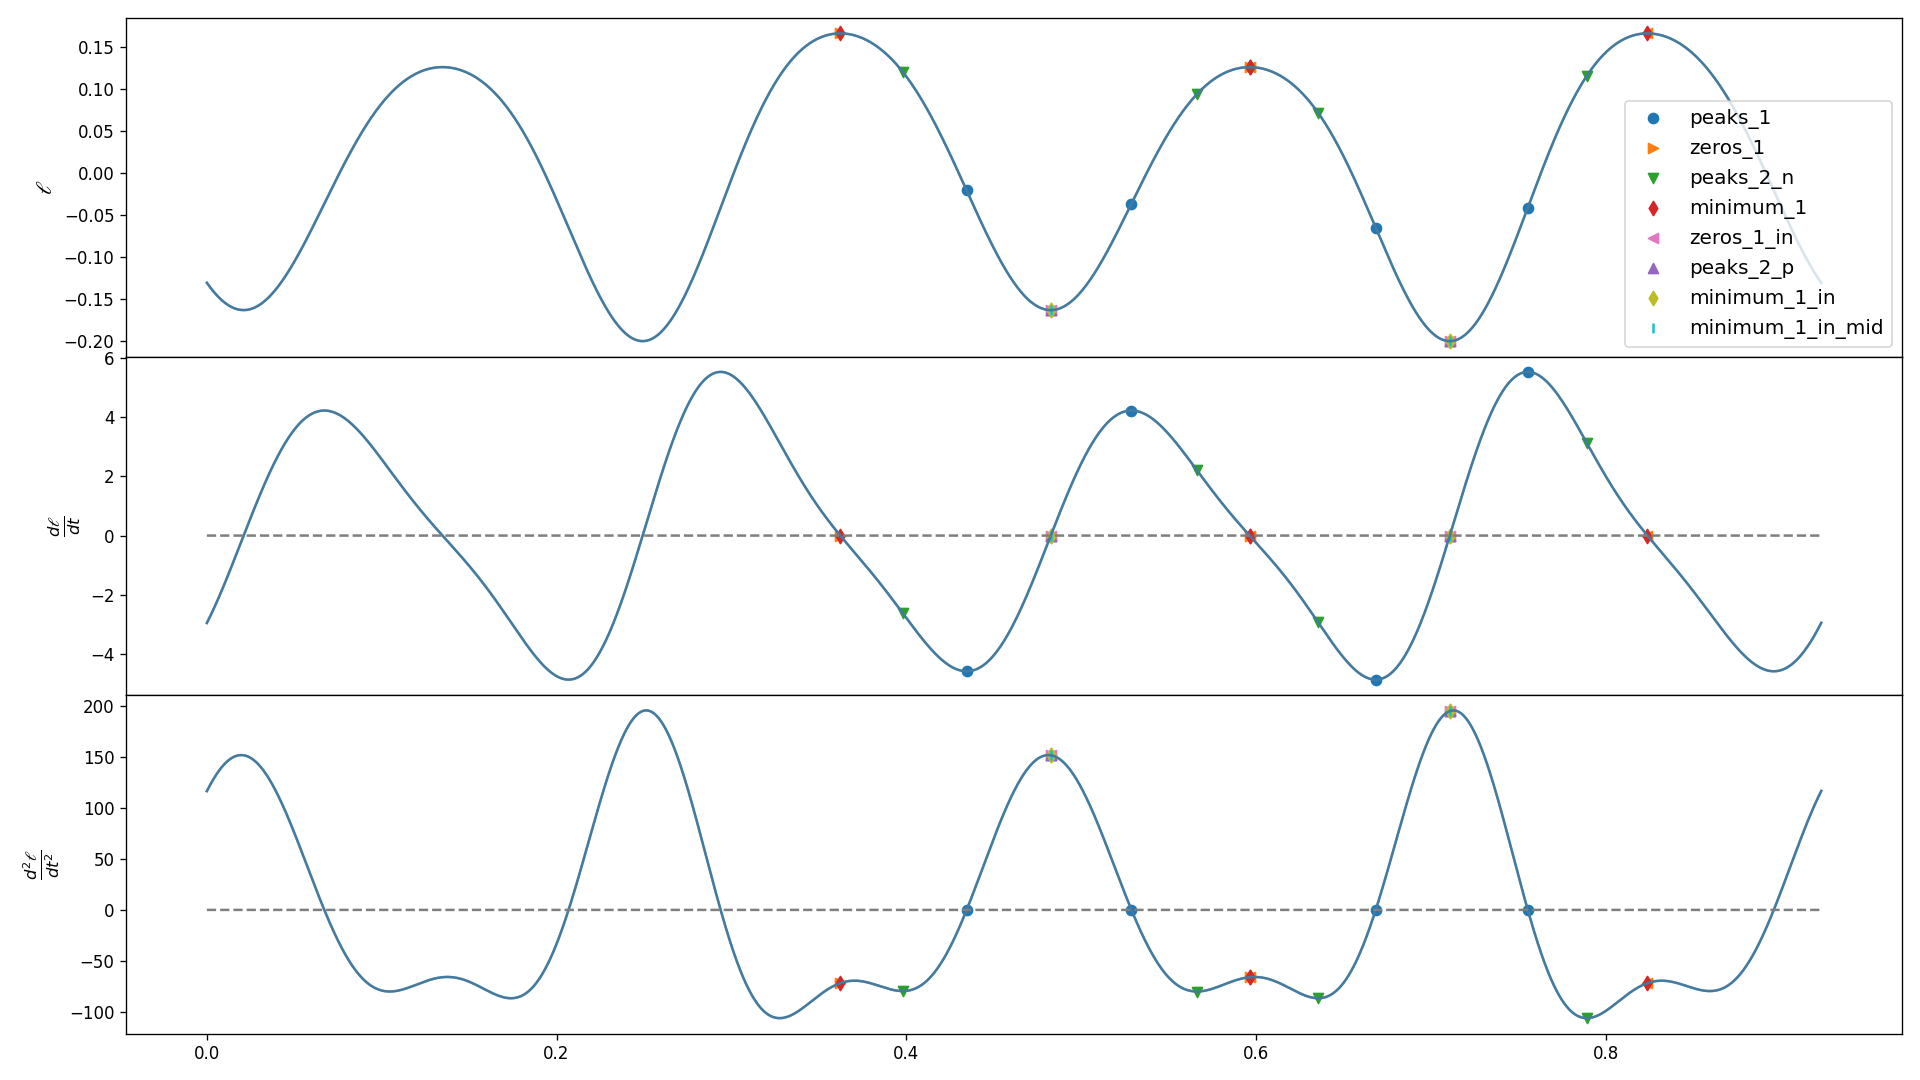 0.15
0.10
0.05
0.00
−0.05
−0.10
−0.15
−0.20
ℓ
peaks_1
zeros_1
peaks_2_n
minimum_1
zeros_1_in
peaks_2_p
minimum_1_in
minimum_1_in_mid
6
4
2
0
−2
−4
dℓ/dt
200
150
100
50
0
−50
−100
d²ℓ/dt²
0.0 0.2 0.4 0.6 0.8